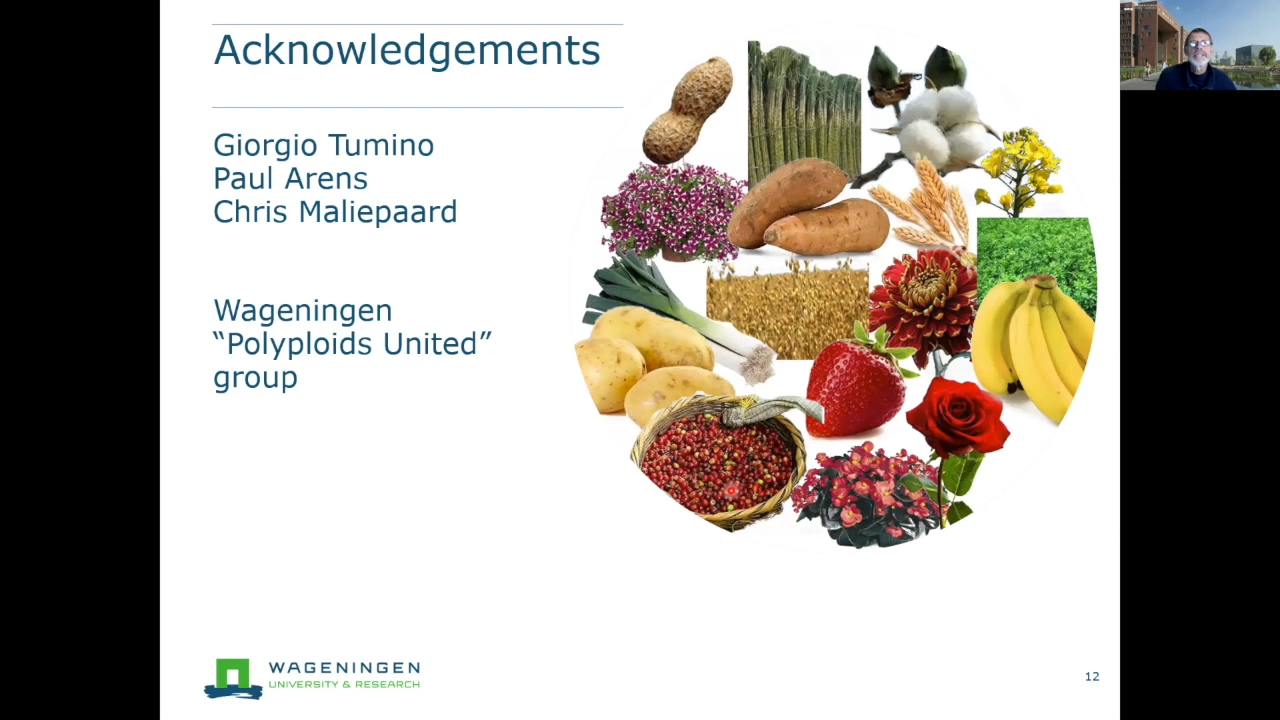 Acknowledgements
Giorgio Tumino
Paul Arens
Chris Maliepaard
Wageningen
“Polyploids United”
group
WAGENINGEN
UNIVERSITY & RESEARCH
12